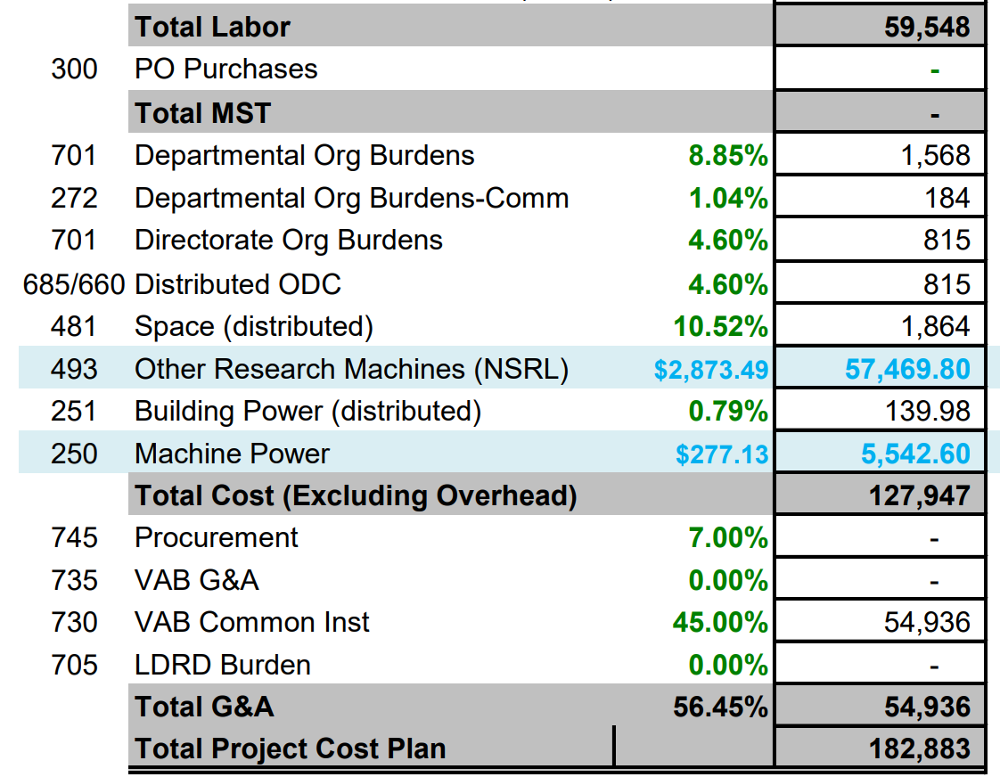 Total Labor 59,548
300 PO Purchases -
Total MST -
701 Departmental Org Burdens 8.85% 1,568
272 Departmental Org Burdens-Comm 1.04% 184
701 Directorate Org Burdens 4.60% 815
685/660 Distributed ODC 4.60% 815
481 Space (distributed) 10.52% 1,864
493 Other Research Machines (NSRL) $2,873.49 57,469.80
251 Building Power (distributed) 0.79% 139.98
250 Machine Power $277.13 5,542.60
Total Cost (Excluding Overhead) 127,947
745 Procurement 7.00% -
735 VAB G&A 0.00% -
730 VAB Common Inst 45.00% 54,936
705 LDRD Burden 0.00% -
Total G&A 56.45% 54,936
Total Project Cost Plan 182,883